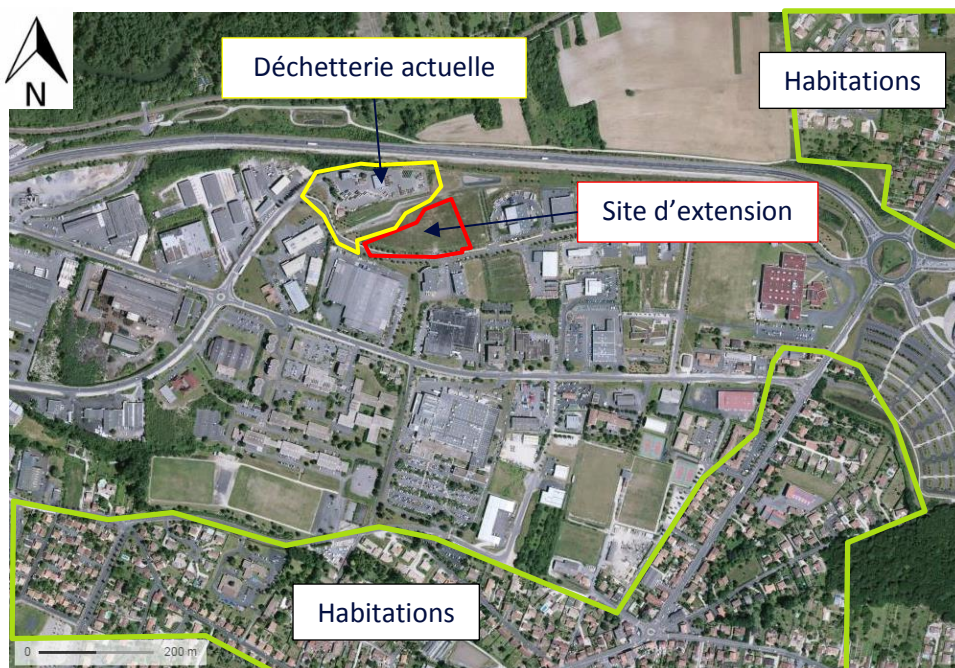 Déchetterie actuelle
Habitations
N
Site d’extension
Habitations
0 200 m